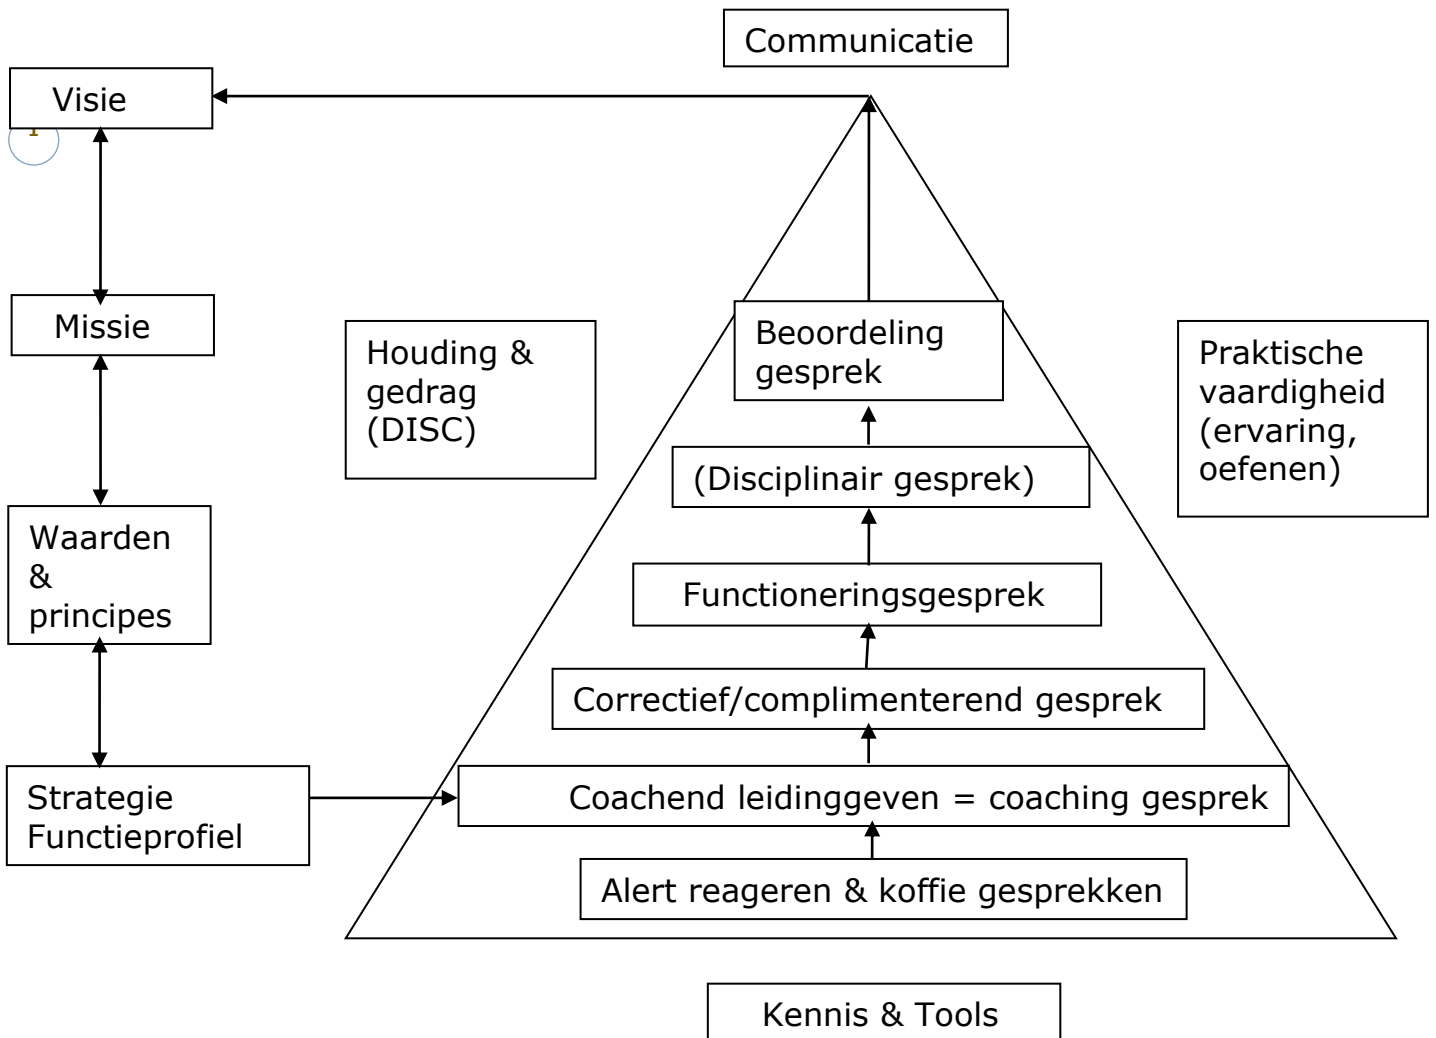 Communicatie
Visie
Missie
Houding &
gedrag
(DISC)
Beoordeling
gesprek
Praktische
vaardigheid
(ervaring,
oefenen)
(Disciplinair gesprek)
Waarden
&
principes
Functioneringsgesprek
Correctief/complimenterend gesprek
Strategie
Functieprofiel
Coachend leidinggeven = coaching gesprek
Alert reageren & koffie gesprekken
Kennis & Tools